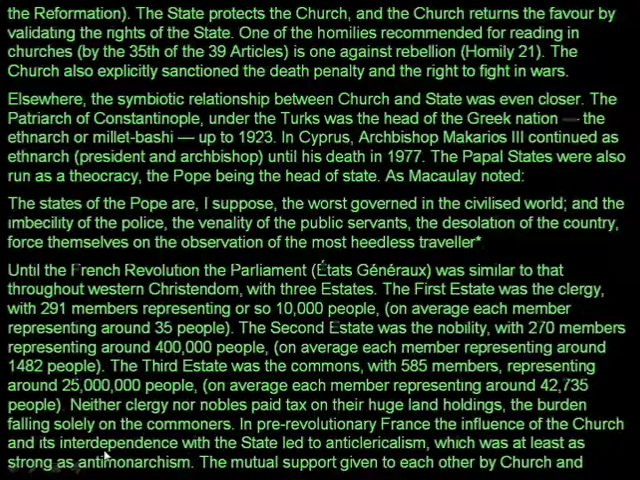 the Reformation). The State protects the Church, and the Church returns the favour by
validating the rights of the State. One of the homilies recommended for reading in
churches (by the 35th of the 39 Articles) is one against rebellion (Homily 21). The
Church also explicitly sanctioned the death penalty and the right to fight in wars.
Elsewhere, the symbiotic relationship between Church and State was even closer. The
Patriarch of Constantinople, under the Turks was the head of the Greek nation — the
ethnarch or millet-bashi — up to 1923. In Cyprus, Archbishop Makarios III continued as
ethnarch (president and archbishop) until his death in 1977. The Papal States were also
run as a theocracy, the Pope being the head of state. As Macaulay noted:
The states of the Pope are, I suppose, the worst governed in the civilised world; and the
imbecility of the police, the venality of the public servants, the desolation of the country,
force themselves on the observation of the most heedless traveller*
Until the French Revolution the Parliament (États Généraux) was similar to that
throughout western Christendom, with three Estates. The First Estate was the clergy,
with 291 members representing or so 10,000 people, (on average each member
representing around 35 people). The Second Estate was the nobility, with 270 members
representing around 400,000 people, (on average each member representing around
1482 people). The Third Estate was the commons, with 585 members, representing
around 25,000,000 people, (on average each member representing around 42,735
people). Neither clergy nor nobles paid tax on their huge land holdings, the burden
falling solely on the commoners. In pre-revolutionary France the influence of the Church
and its interdependence with the State led to anticlericalism, which was at least as
strong as antimonarchism. The mutual support given to each other by Church and